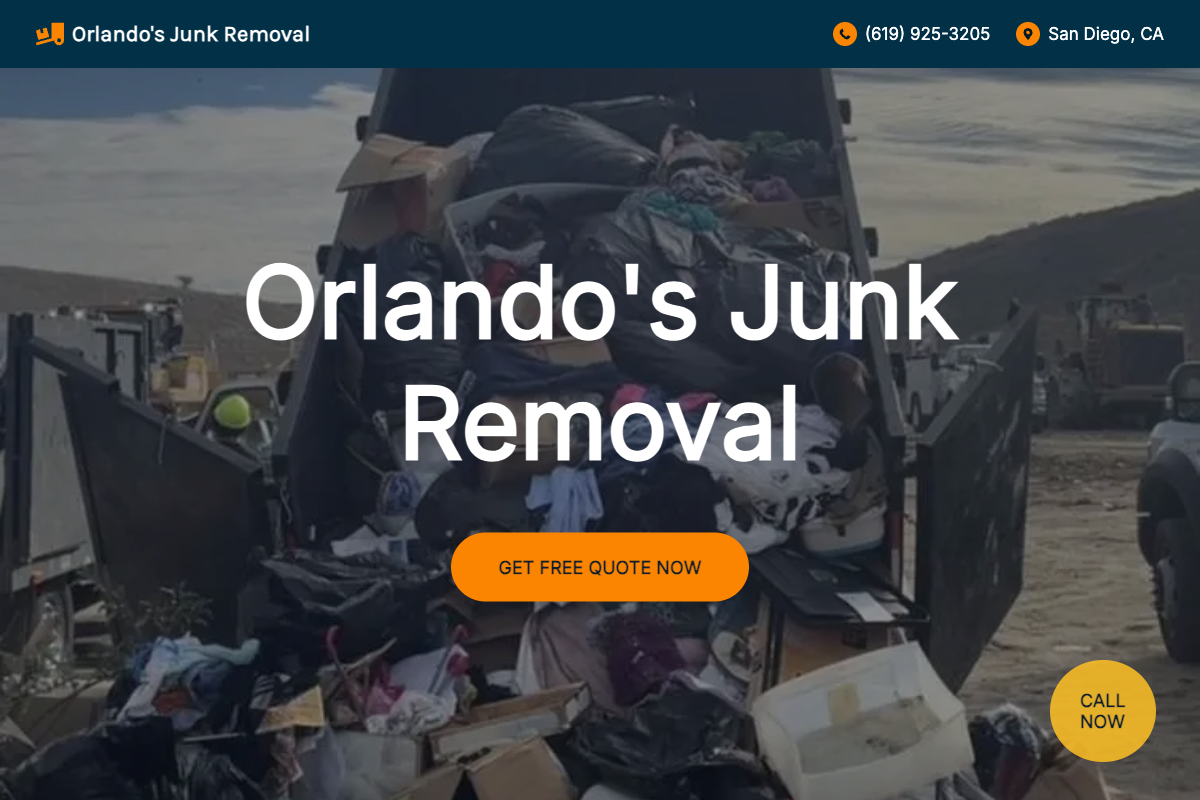 Orlando's Junk Removal
(619) 925-3205
San Diego, CA
Orlando's Junk
Removal
GET FREE QUOTE NOW
CALL
NOW